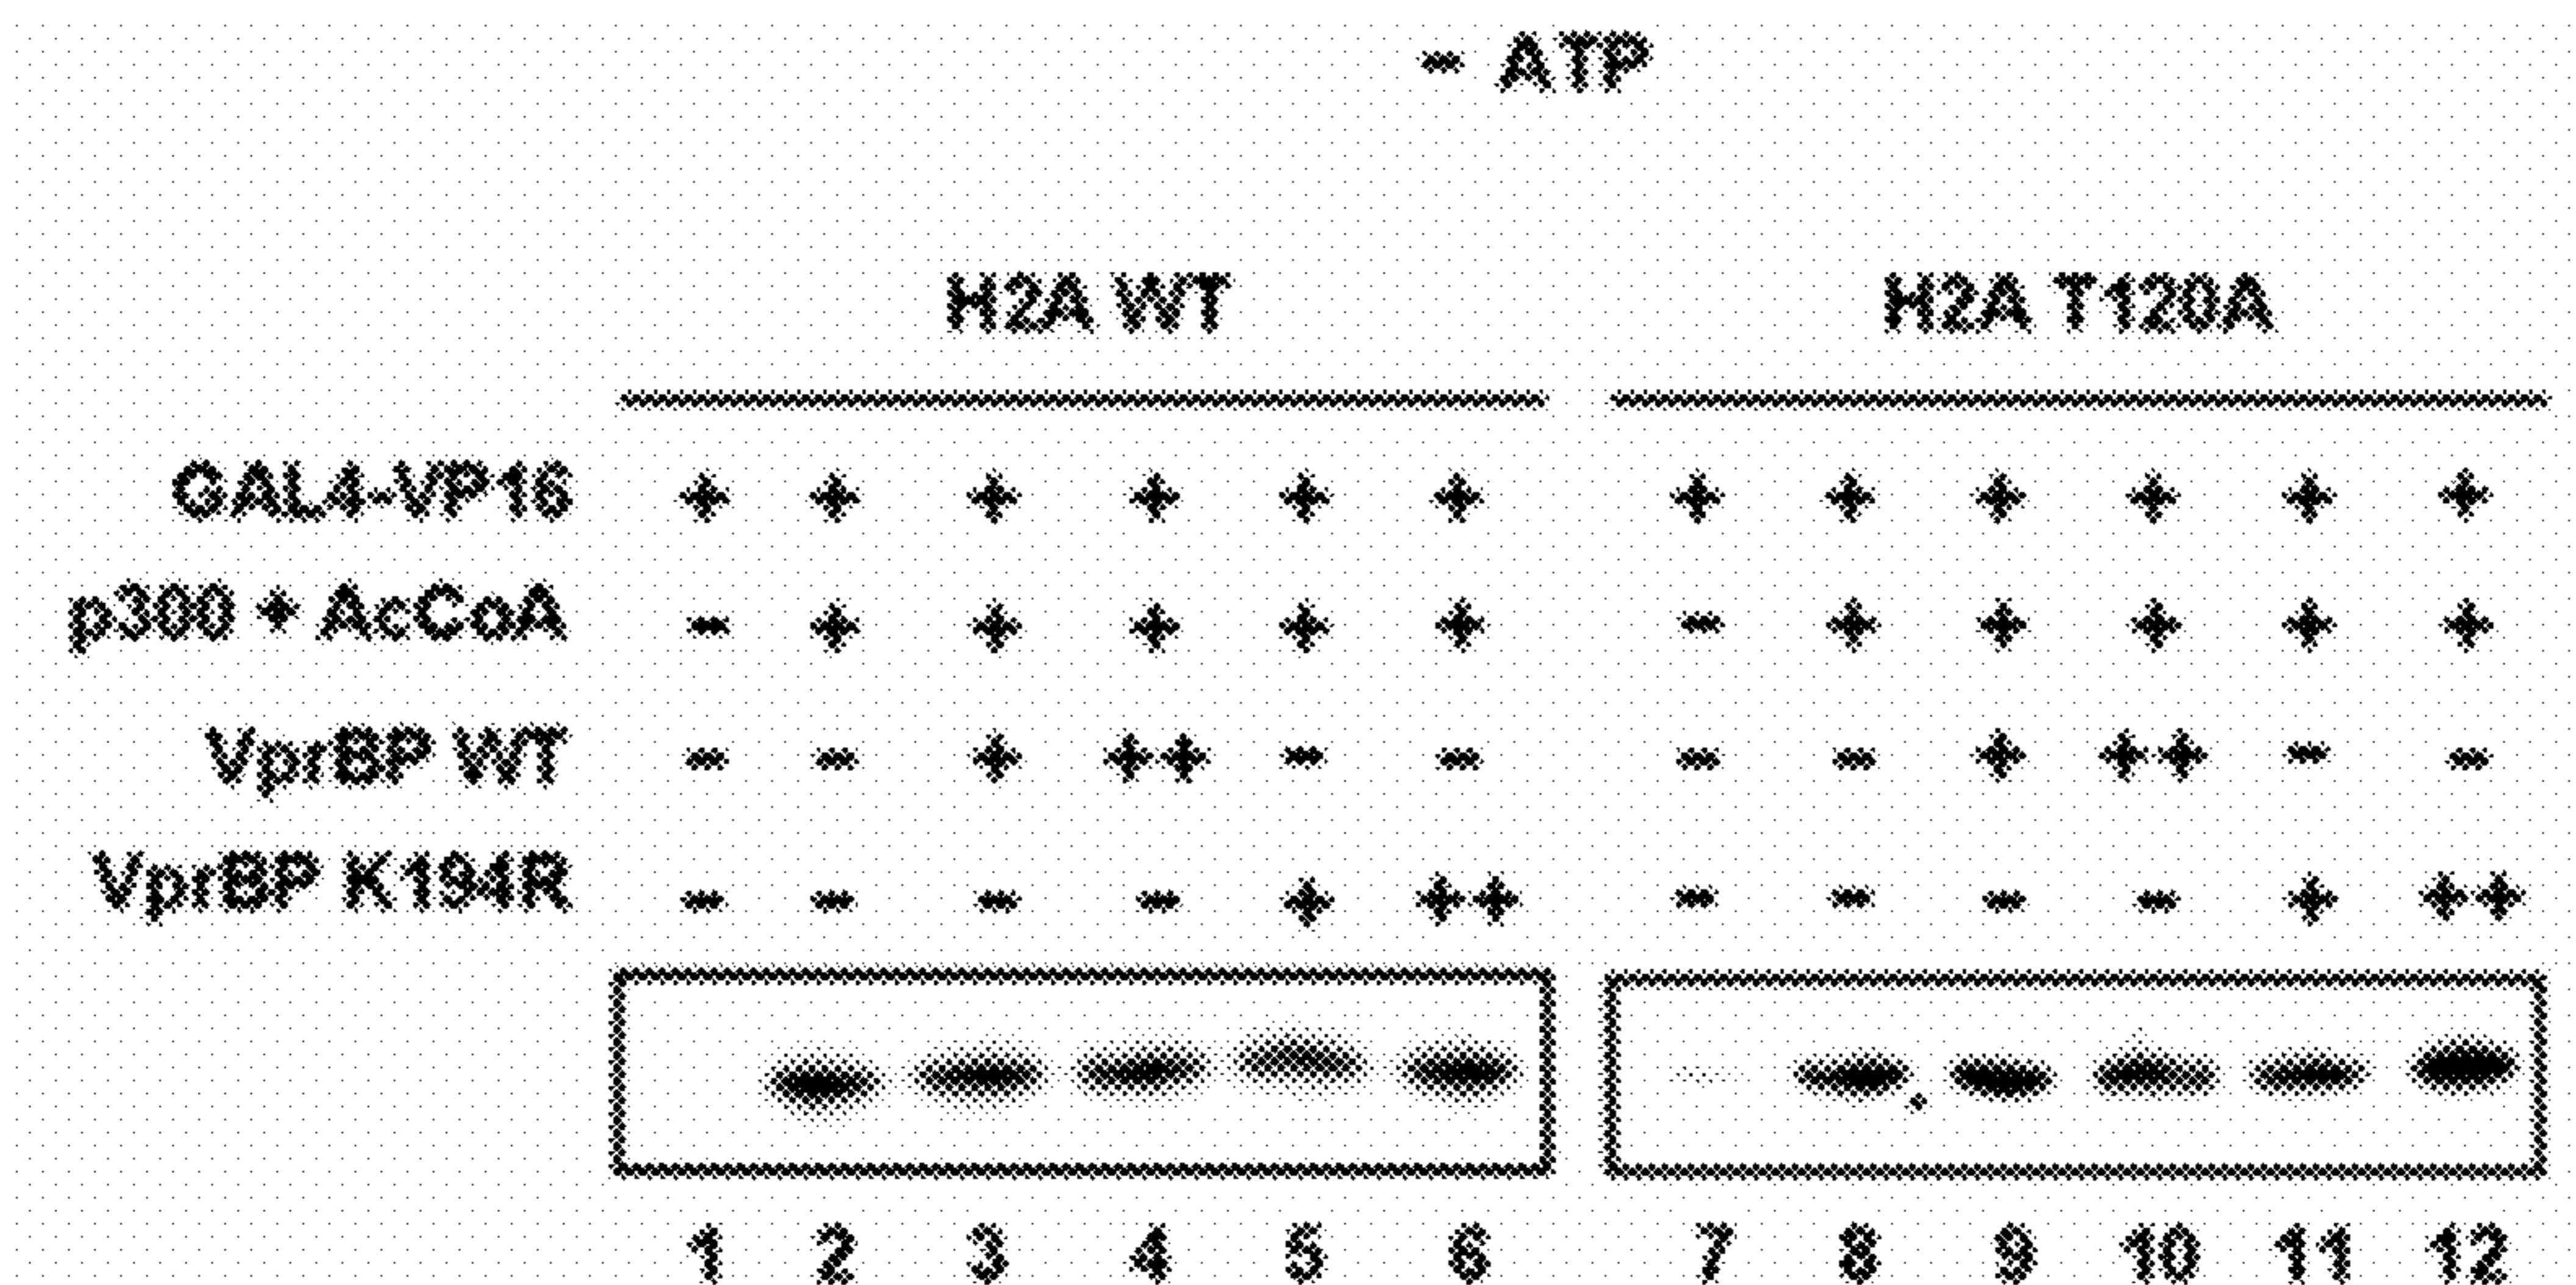 - ATP
H2A WT H2A T120A
GAL4-VP16 + + + + + + + + + + + +
p300 + AcCoA - + + + + + - + + + + +
VprBP WT - - + ++ - - - - + ++ - -
VprBP K194R - - - - + ++ - - - - + ++
1 2 3 4 5 6 7 8 9 10 11 12